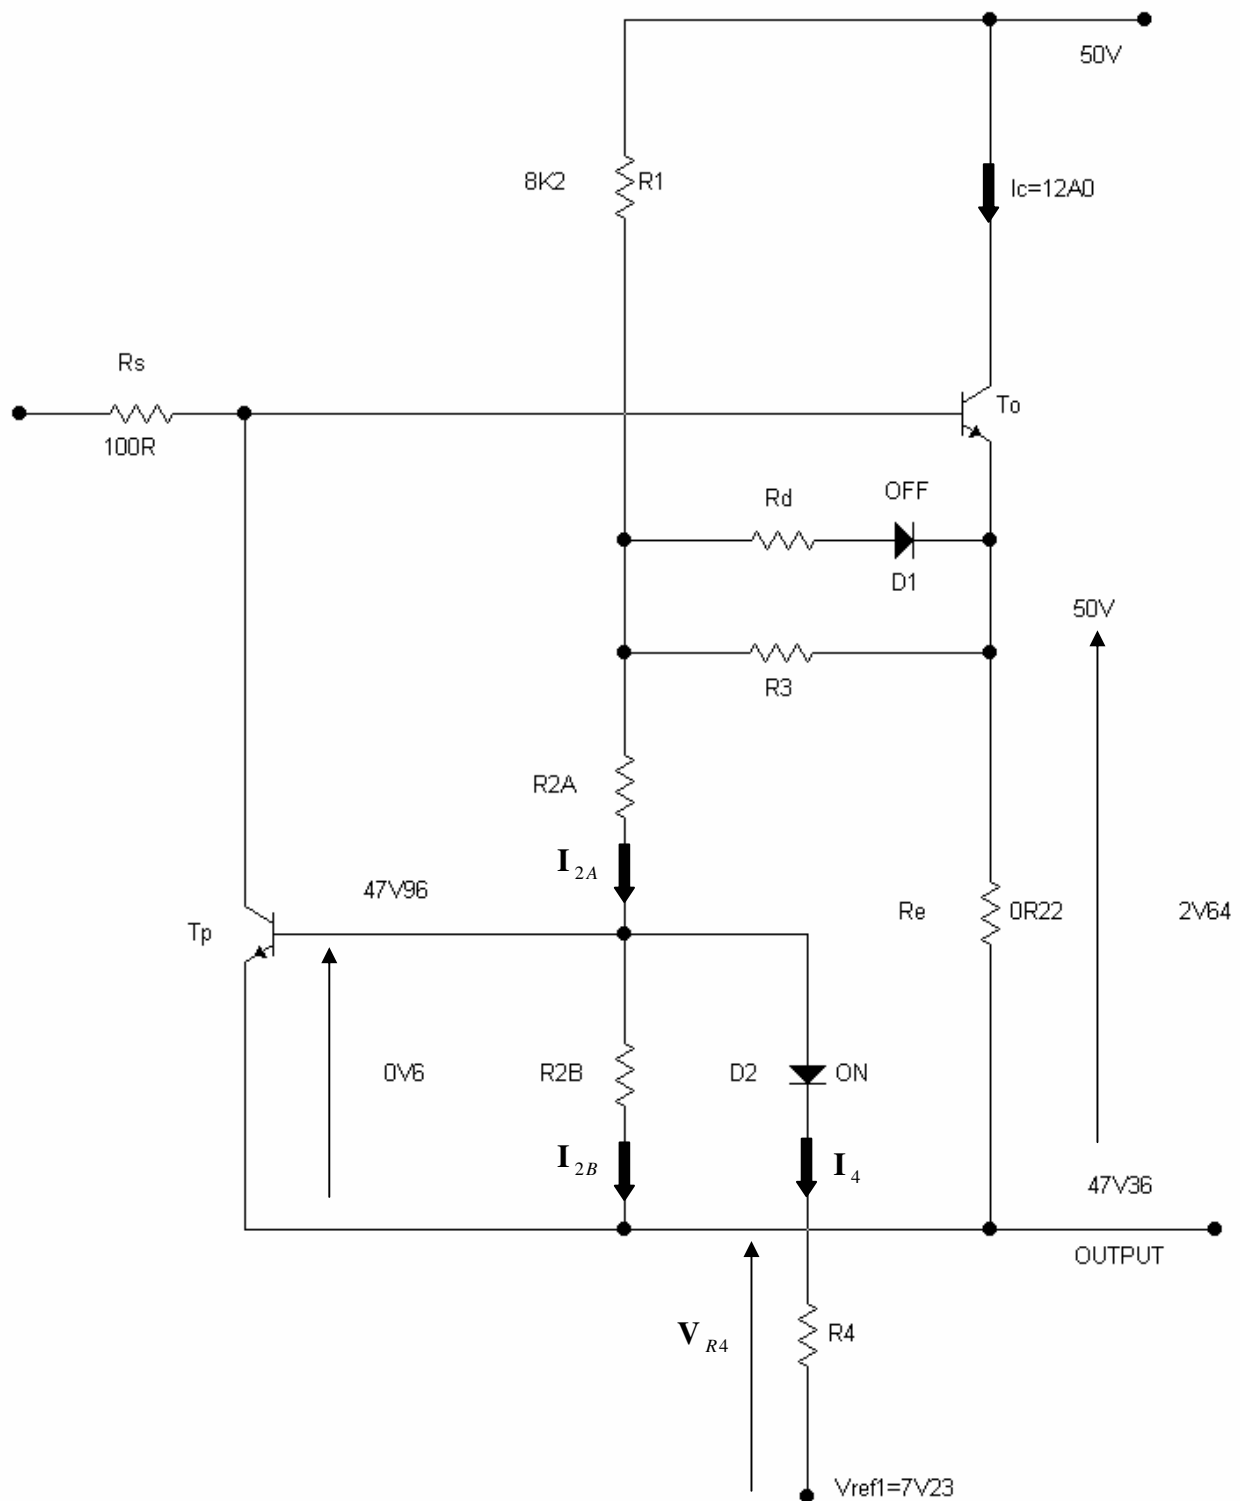 50V
8K2
R1
Ic=12A0
Rs
To
100R
OFF
Rd
D1
50V
R3
R2A
I2A
47V96
Re
0R22
2V64
Tp
0V6
R2B
D2
ON
I2B
I4
47V36
OUTPUT
VR4
R4
Vref1=7V23